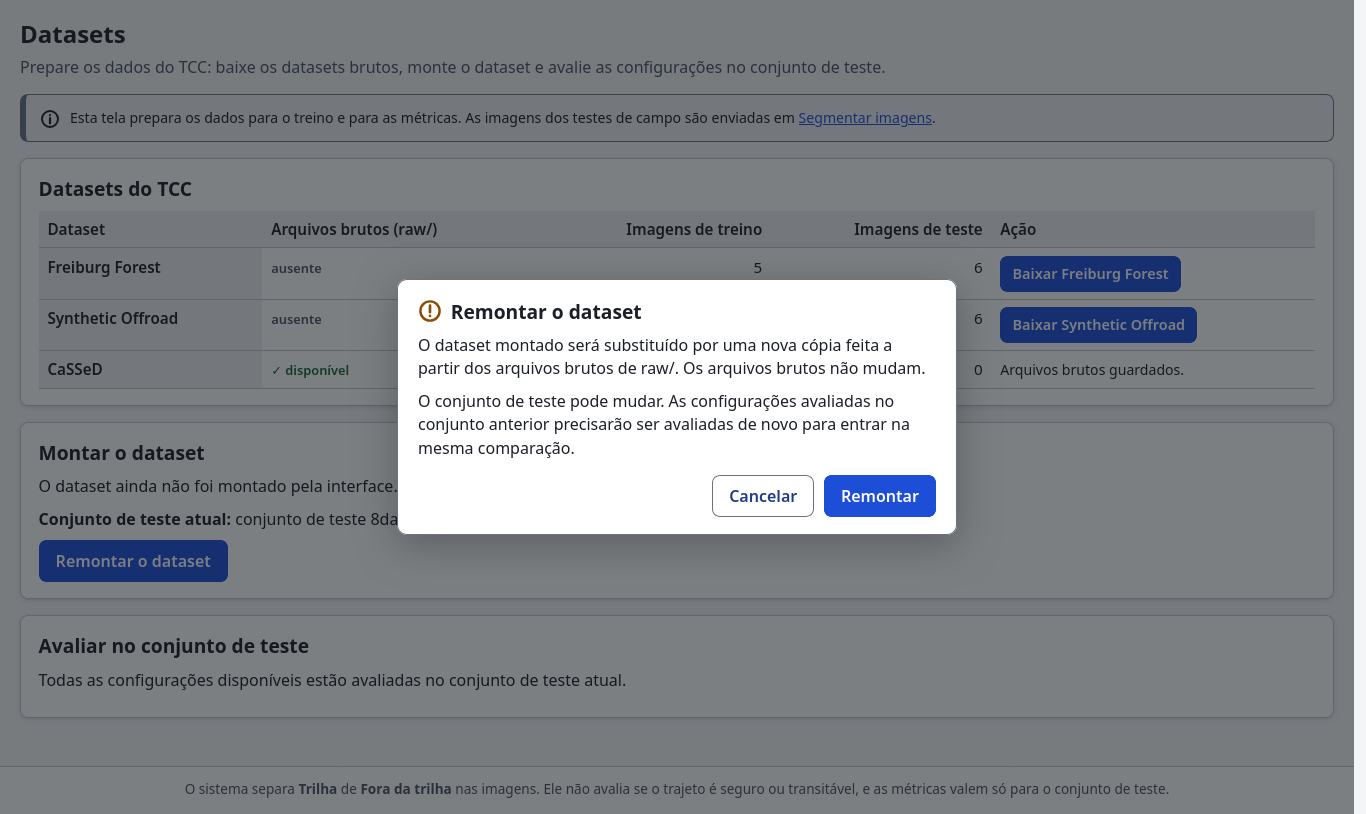 Datasets
Prepare os dados do TCC: baixe os datasets brutos, monte o dataset e avalie as configurações no conjunto de teste.
Esta tela prepara os dados para o treino e para as métricas. As imagens dos testes de campo são enviadas em Segmentar imagens.
Datasets do TCC
Dataset Arquivos brutos (raw/) Imagens de treino Imagens de teste Ação
Freiburg Forest ausente 5 6 Baixar Freiburg Forest
Synthetic Offroad ausente 6 Baixar Synthetic Offroad
CaSSeD ✓ disponível 0 Arquivos brutos guardados.
Remontar o dataset
O dataset montado será substituído por uma nova cópia feita a
partir dos arquivos brutos de raw/. Os arquivos brutos não mudam.
O conjunto de teste pode mudar. As configurações avaliadas no
conjunto anterior precisarão ser avaliadas de novo para entrar na
mesma comparação.
Cancelar Remontar
Montar o dataset
O dataset ainda não foi montado pela interface.
Conjunto de teste atual: conjunto de teste 8da
Remontar o dataset
Avaliar no conjunto de teste
Todas as configurações disponíveis estão avaliadas no conjunto de teste atual.
O sistema separa Trilha de Fora da trilha nas imagens. Ele não avalia se o trajeto é seguro ou transitável, e as métricas valem só para o conjunto de teste.